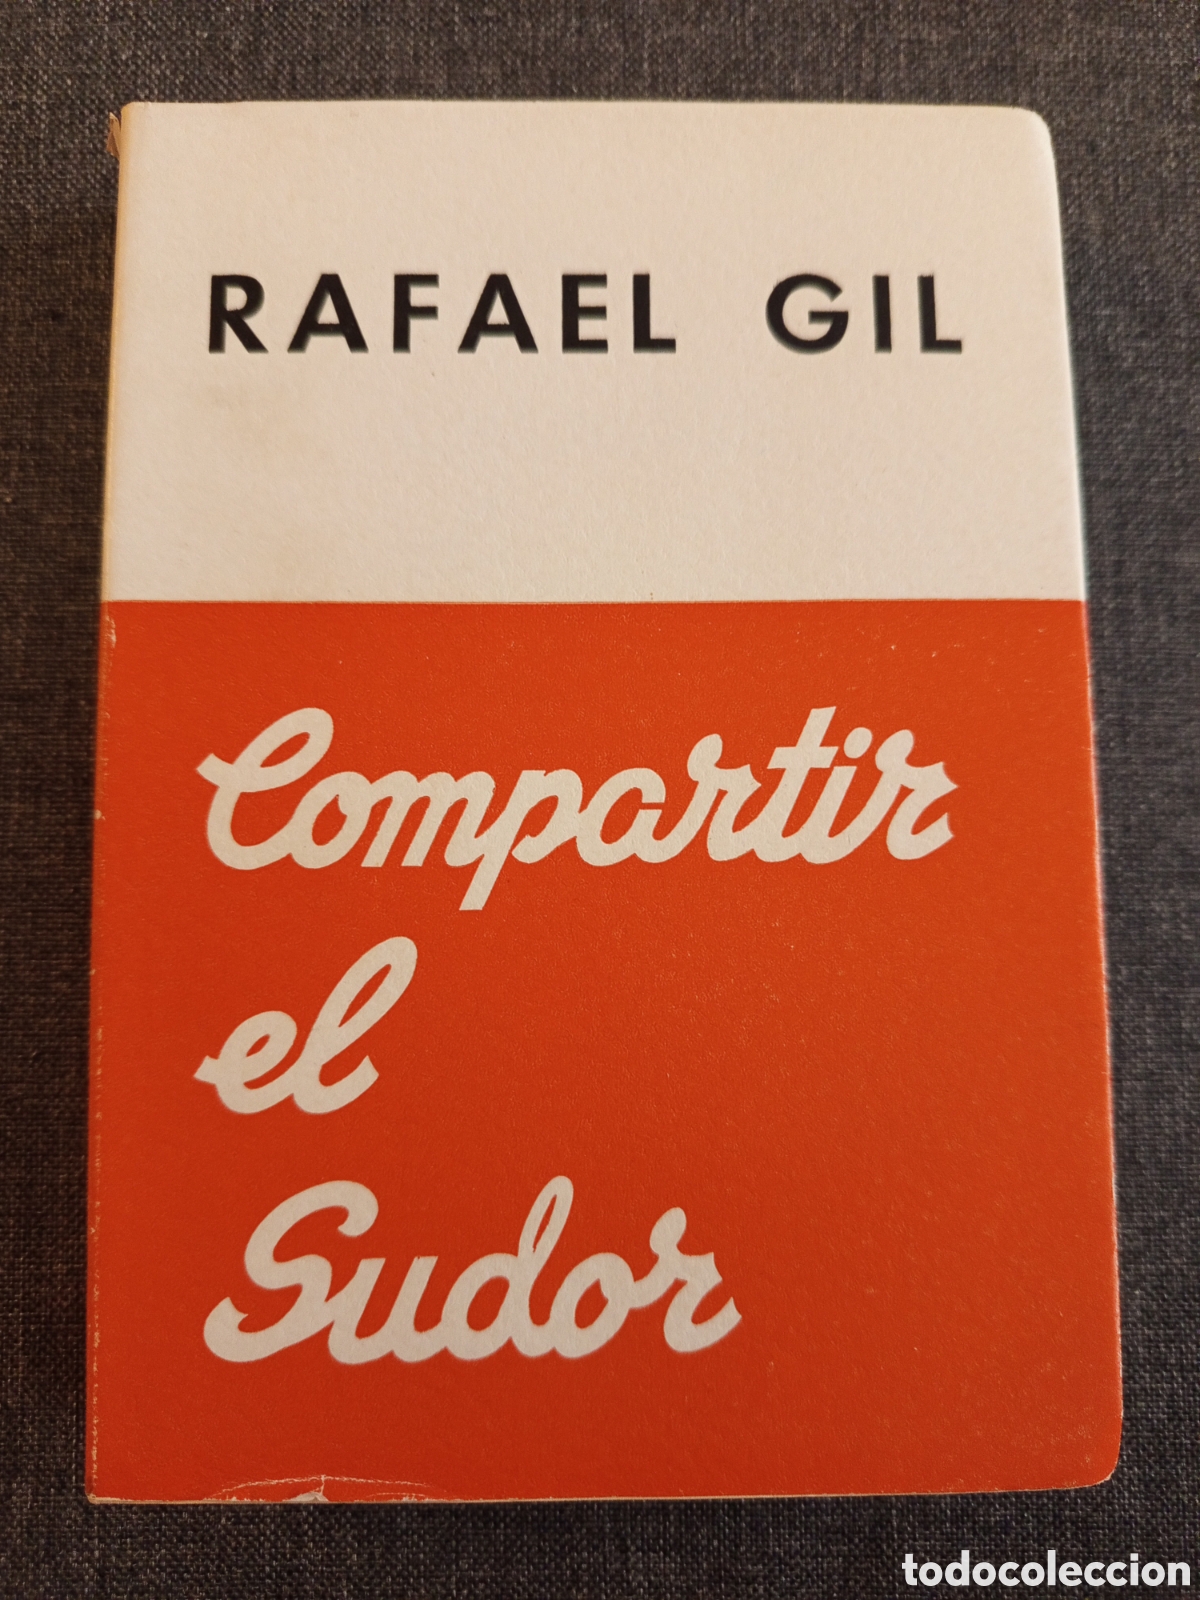 RAFAEL GIL
Compartir
el
Sudor
todocoleccion